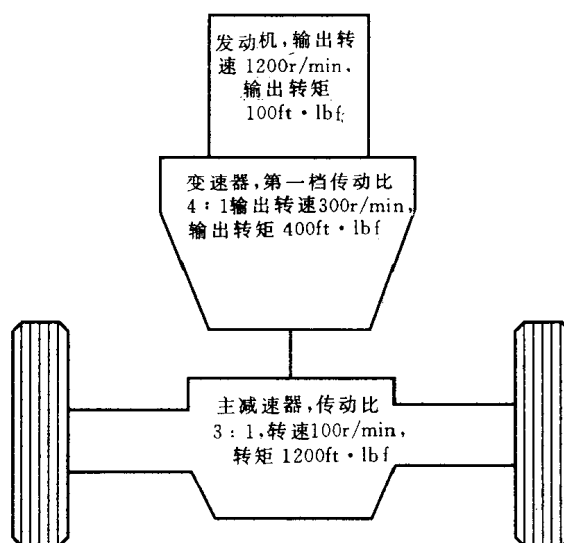 发动机,输出转
速 1200r/min,
输出转矩
100ft·lbf;
变速器,第一档传动比
4:1输出转速300r/min,
输出转矩 400ft·lbf
主减速器,传动比
3:1,转速100r/min,
转矩 1200ft·lbf